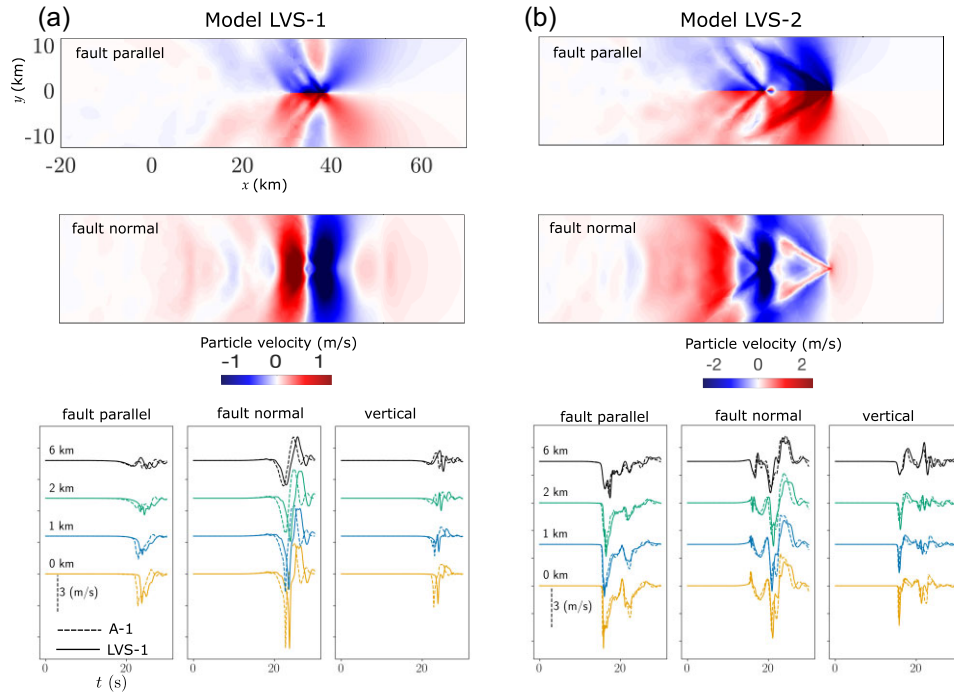 (a) Model LVS-1
fault parallel
10
0
-10
y (km)
-20 0 20 40 60
x (km)
fault normal
Particle velocity (m/s)
-1 0 1
fault parallel fault normal vertical
6 km
2 km
1 km
0 km
3 (m/s)
A-1
LVS-1
0 20 0 20 0 20
t (s)
(b) Model LVS-2
fault parallel
fault normal
Particle velocity (m/s)
-2 0 2
fault parallel fault normal vertical
6 km
2 km
1 km
0 km
3 (m/s)
0 20 0 20 0 20